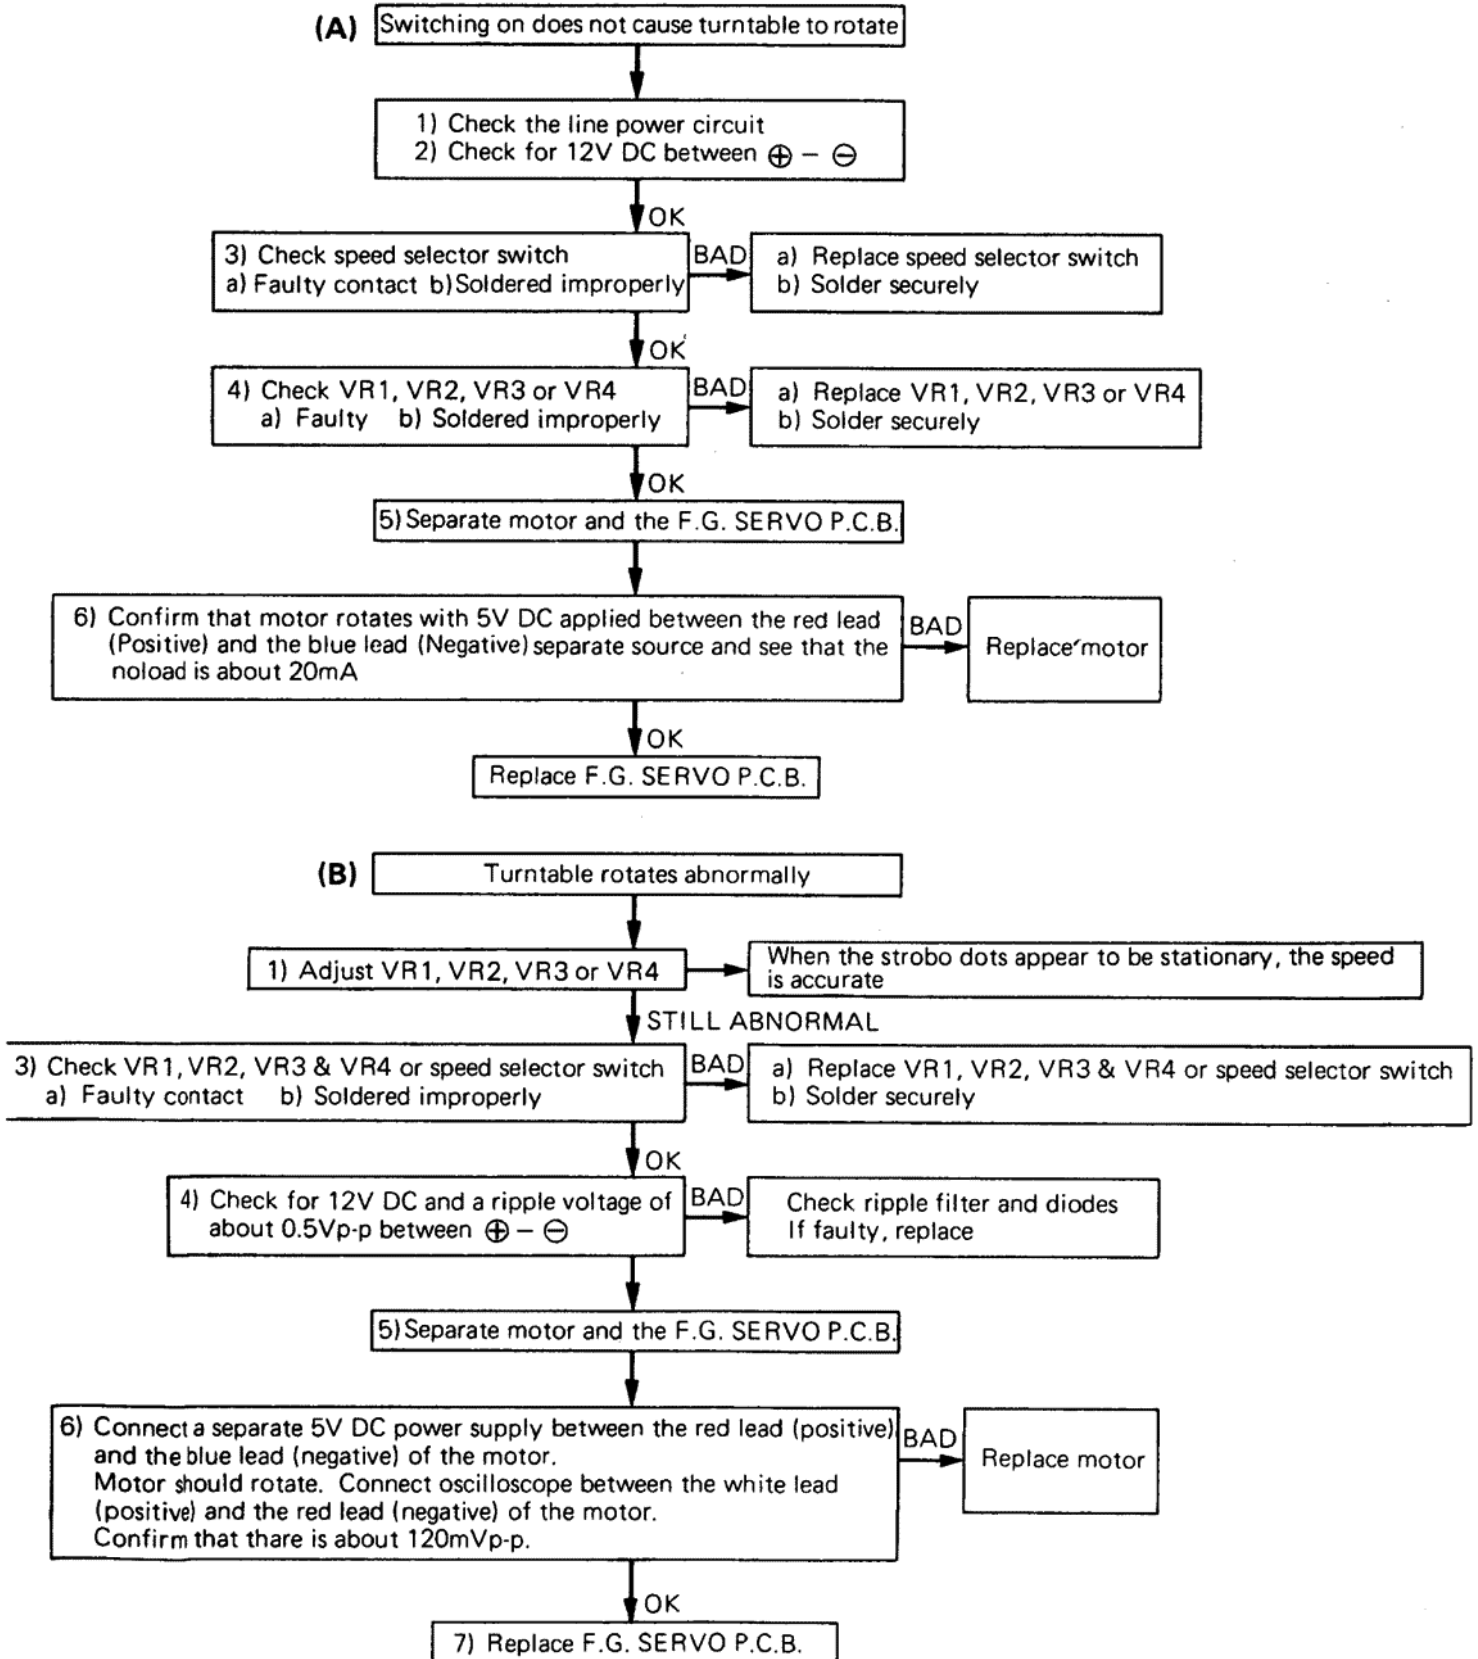 (A) Switching on does not cause turntable to rotate
1) Check the line power circuit
2) Check for 12V DC between ⊕ – ⊖
OK
3) Check speed selector switch
a) Faulty contact b) Soldered improperly
BAD
a) Replace speed selector switch
b) Solder securely
OK
4) Check VR1, VR2, VR3 or VR4
a) Faulty b) Soldered improperly
BAD
a) Replace VR1, VR2, VR3 or VR4
b) Solder securely
OK
5) Separate motor and the F.G. SERVO P.C.B.
6) Confirm that motor rotates with 5V DC applied between the red lead
(Positive) and the blue lead (Negative) separate source and see that the
noload is about 20mA
BAD
Replace motor
OK
Replace F.G. SERVO P.C.B.
(B) Turntable rotates abnormally
1) Adjust VR1, VR2, VR3 or VR4
When the strobo dots appear to be stationary, the speed
is accurate
STILL ABNORMAL
3) Check VR1, VR2, VR3 & VR4 or speed selector switch
a) Faulty contact b) Soldered improperly
BAD
a) Replace VR1, VR2, VR3 & VR4 or speed selector switch
b) Solder securely
OK
4) Check for 12V DC and a ripple voltage of
about 0.5Vp-p between ⊕ – ⊖
BAD
Check ripple filter and diodes
If faulty, replace
5) Separate motor and the F.G. SERVO P.C.B.
6) Connect a separate 5V DC power supply between the red lead (positive)
and the blue lead (negative) of the motor.
Motor should rotate. Connect oscilloscope between the white lead
(positive) and the red lead (negative) of the motor.
Confirm that thare is about 120mVp-p.
BAD
Replace motor
OK
7) Replace F.G. SERVO P.C.B.